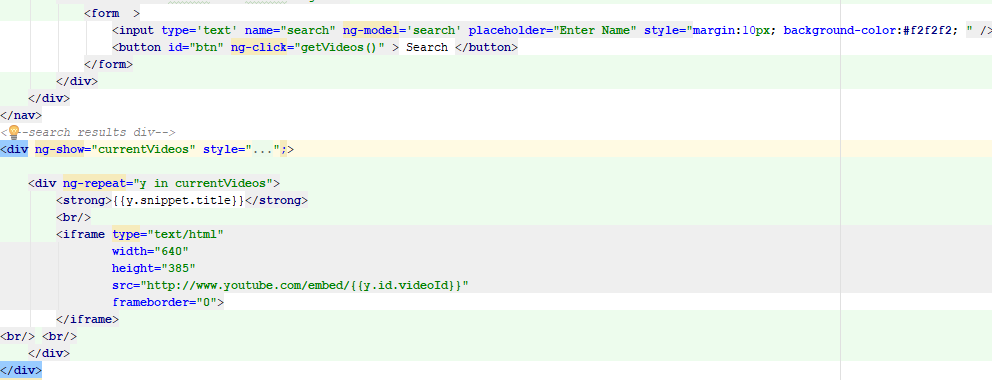 <form  >
<input type='text' name="search" ng-model='search' placeholder="Enter Name" style="margin:10px; background-color:#f2f2f2; " />
<button id="btn" ng-click="getVideos()" > Search </button>
</form>
</div>
</div>
</nav>
<!--search results div-->
<div ng-show="currentVideos" style="...";>
<div ng-repeat="y in currentVideos">
<strong>{{y.snippet.title}}</strong>
<br/>
<iframe type="text/html"
width="640"
height="385"
src="http://www.youtube.com/embed/{{y.id.videoId}}"
frameborder="0">
</iframe>
<br/> <br/>
</div>
</div>